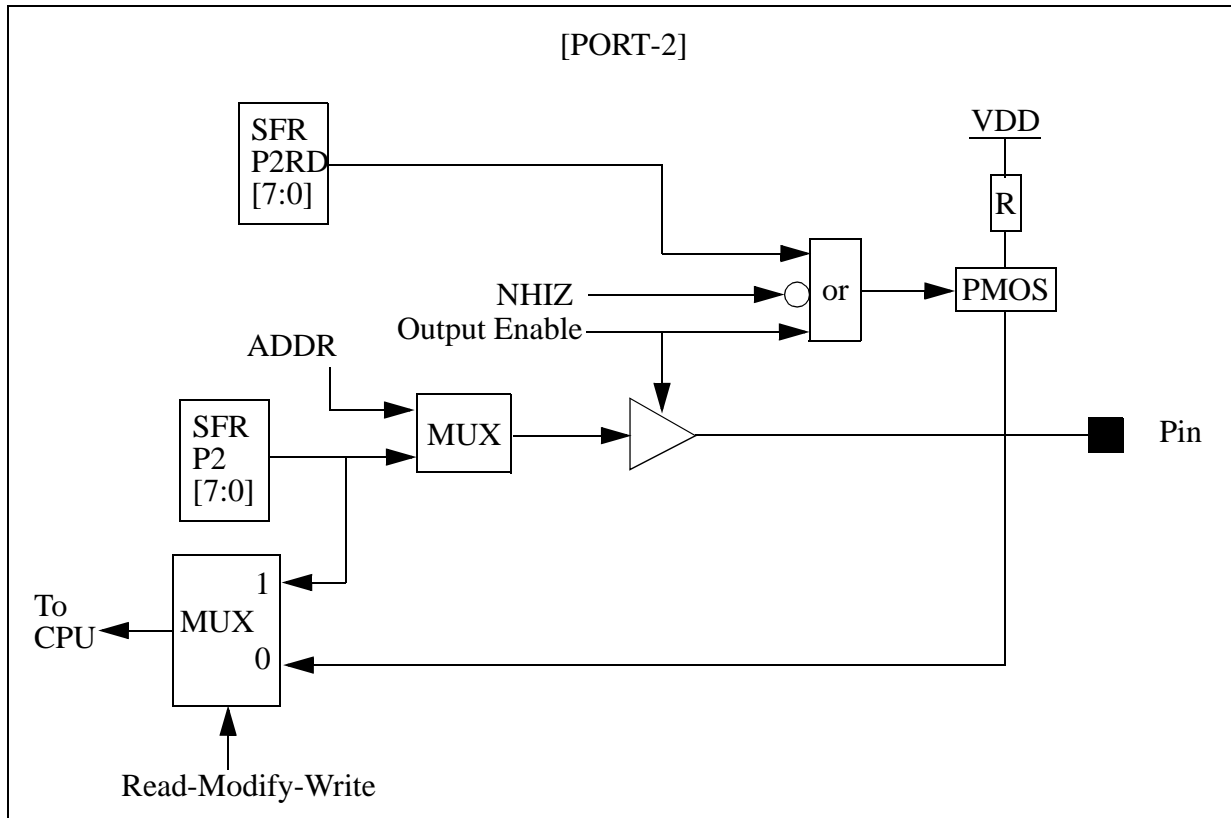 [PORT-2]
SFR
P2RD
[7:0]
VDD
R
NHIZ
or
PMOS
Output Enable
ADDR
MUX
SFR
P2
[7:0]
Pin
1
To
CPU
MUX
0
Read-Modify-Write